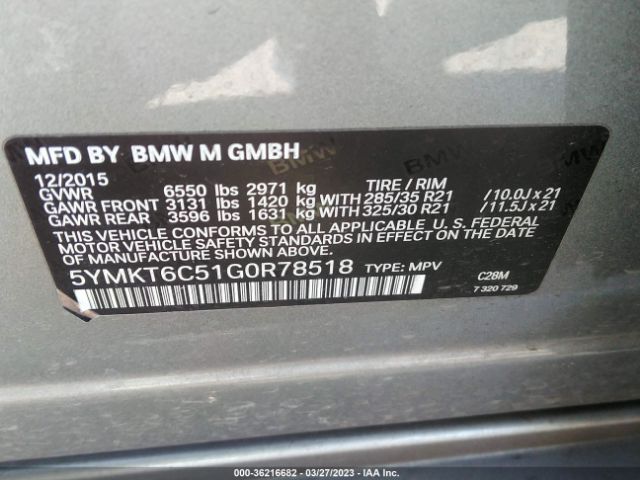 MFD BY BMW M GMBH
12/2015
GVWR 6550 lbs 2971 kg TIRE / RIM
GAWR FRONT 3131 lbs 1420 kg WITH 285/35 R21 / 10.0J x 21
GAWR REAR 3596 lbs 1631 kg WITH 325/30 R21 / 11.5J x 21
THIS VEHICLE CONFORMS TO ALL APPLICABLE U.S. FEDERAL
MOTOR VEHICLE SAFETY STANDARDS IN EFFECT ON THE DATE
OF MANUFACTURE SHOWN ABOVE.
5YMKT6C51G0R78518 TYPE: MPV C28M
7 320 729
000-36216682 — 03/27/2023 — IAA Inc.